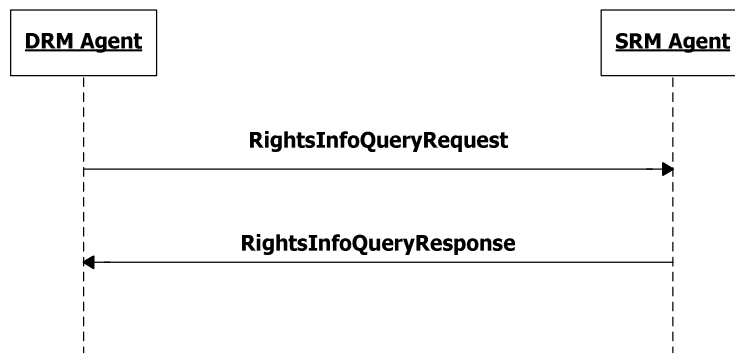 DRM Agent
SRM Agent
RightsInfoQueryRequest
RightsInfoQueryResponse